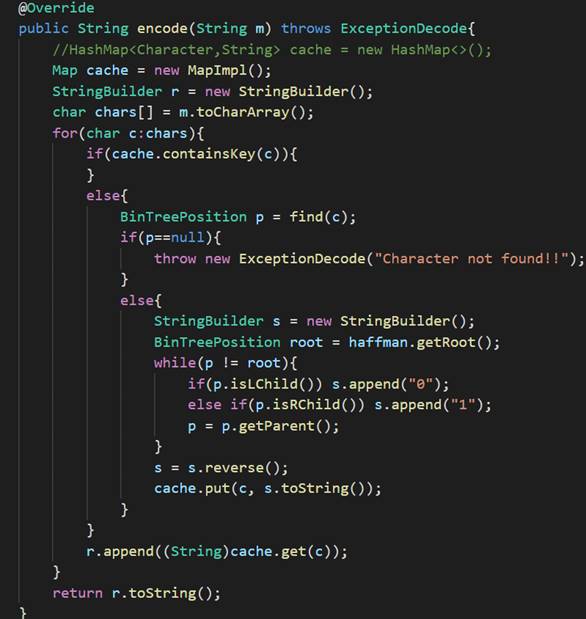 @Override
public String encode(String m) throws ExceptionDecode{
    //HashMap<Character,String> cache = new HashMap<>();
    Map cache = new MapImpl();
    StringBuilder r = new StringBuilder();
    char chars[] = m.toCharArray();
    for(char c:chars){
        if(cache.containsKey(c)){
        }
        else{
            BinTreePosition p = find(c);
            if(p==null){
                throw new ExceptionDecode("Character not found!!");
            }
            else{
                StringBuilder s = new StringBuilder();
                BinTreePosition root = haffman.getRoot();
                while(p != root){
                    if(p.isLChild()) s.append("0");
                    else if(p.isRChild()) s.append("1");
                    p = p.getParent();
                }
                s = s.reverse();
                cache.put(c, s.toString());
            }
        }
        r.append((String)cache.get(c));
    }
    return r.toString();
}